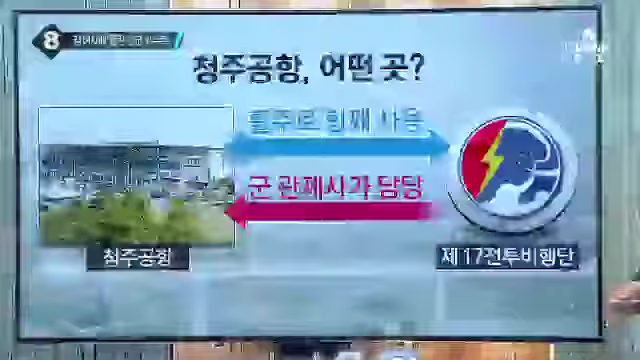 청주공항, 어떤 곳?
활주로 함께 사용
군 관제사가 담당
청주공항
제17전투비행단